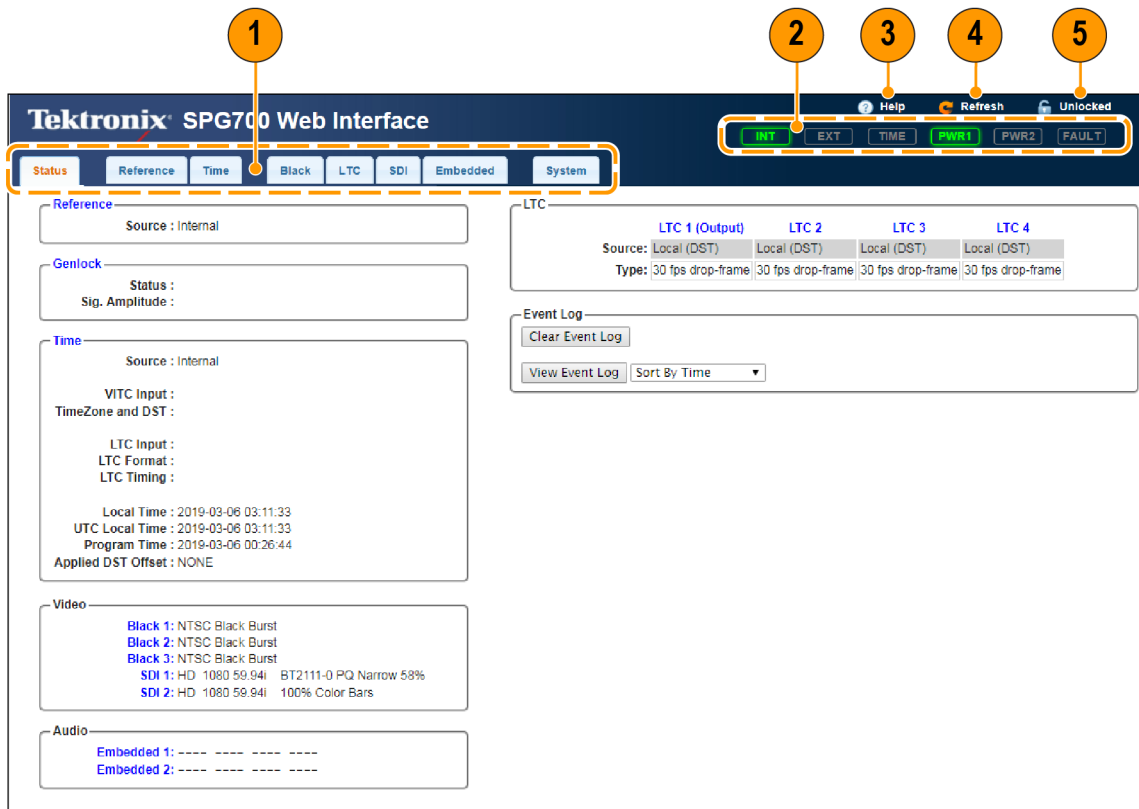 1
2
3
4
5
Tektronix SPG700 Web Interface
Help
Refresh
Unlocked
INT
EXT
TIME
PWR1
PWR2
FAULT
Status
Reference
Time
Black
LTC
SDI
Embedded
System
Reference
Source : Internal
Genlock
Status :
Sig. Amplitude :
Time
Source : Internal
VITC Input :
TimeZone and DST :
LTC Input :
LTC Format :
LTC Timing :
Local Time : 2019-03-06 03:11:33
UTC Local Time : 2019-03-06 03:11:33
Program Time : 2019-03-06 00:26:44
Applied DST Offset : NONE
Video
Black 1: NTSC Black Burst
Black 2: NTSC Black Burst
Black 3: NTSC Black Burst
SDI 1: HD 1080 59.94i BT2111-0 PQ Narrow 58%
SDI 2: HD 1080 59.94i 100% Color Bars
Audio
Embedded 1: ---- ---- ---- ----
Embedded 2: ---- ---- ---- ----
LTC
LTC 1 (Output) LTC 2 LTC 3 LTC 4
Source: Local (DST) Local (DST) Local (DST) Local (DST)
Type: 30 fps drop-frame 30 fps drop-frame 30 fps drop-frame 30 fps drop-frame
Event Log
Clear Event Log
View Event Log Sort By Time